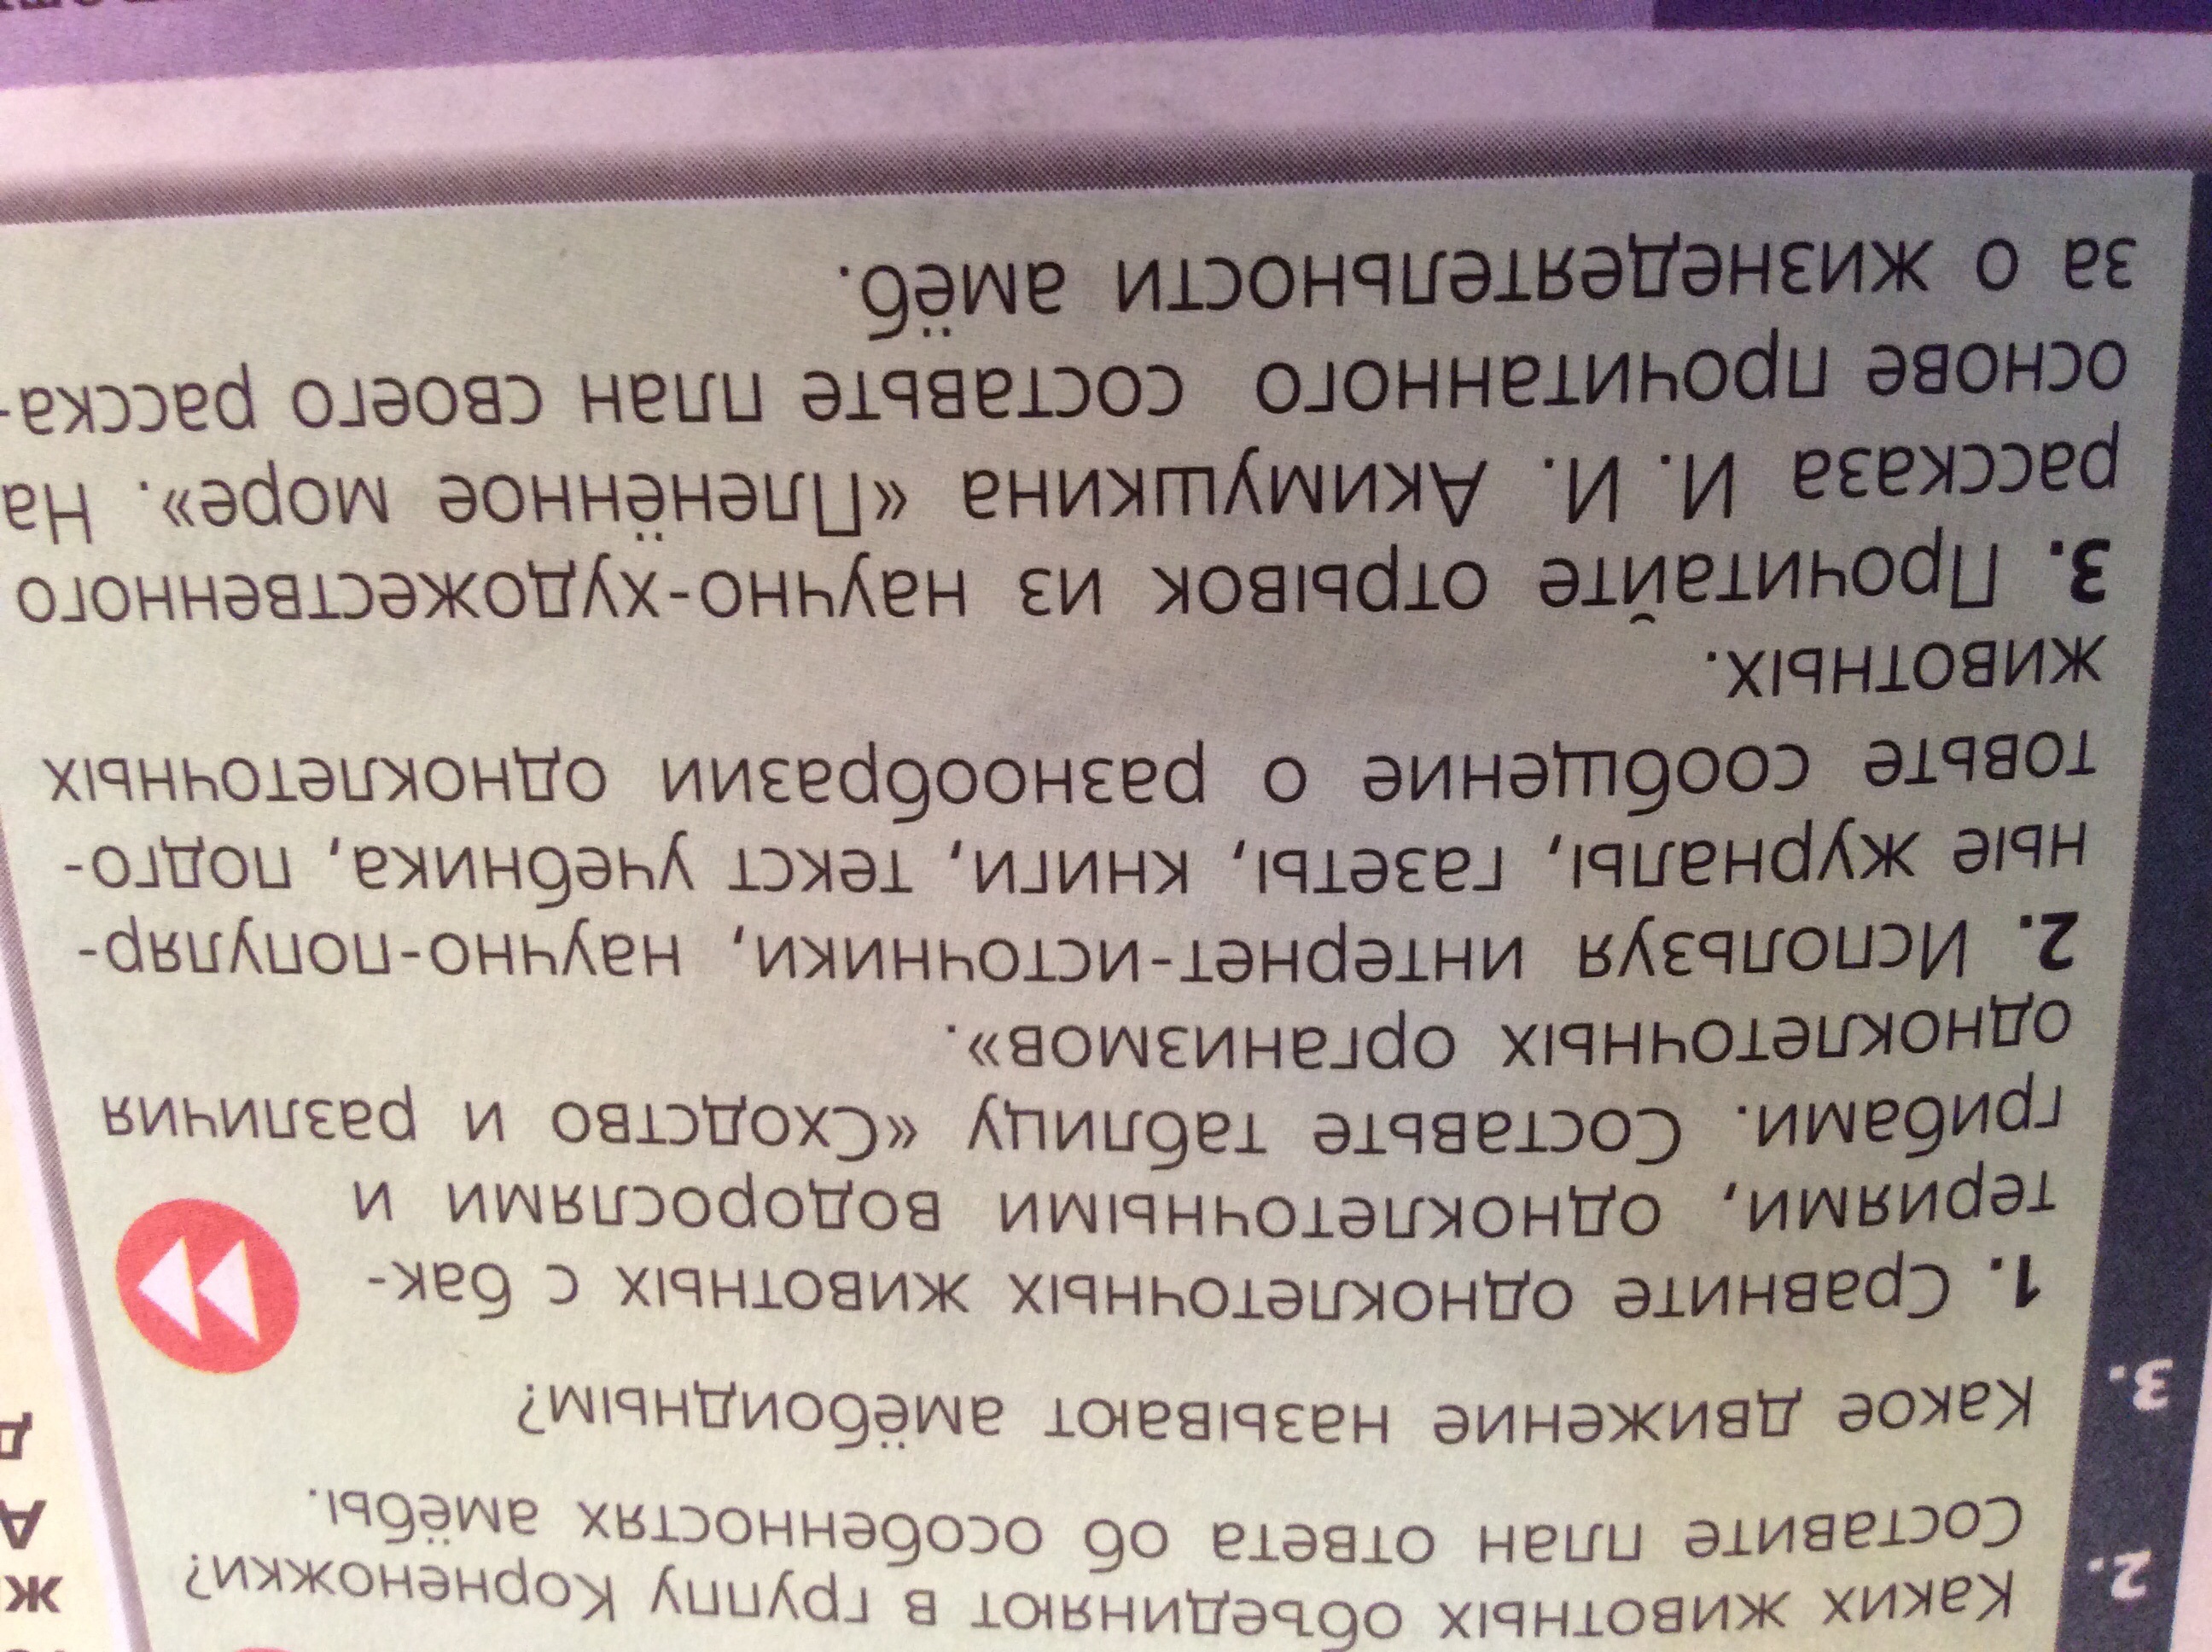 2. Каких животных объединяют в группу Корненожки?
Составите план ответа об особенностях амёбы.
3. Какое движение называют амёбоидным?
1. Сравните одноклеточных животных с бак-
териями, одноклеточными водорослями и
грибами. Составьте таблицу «Сходство и различия
одноклеточных организмов».
2. Используя интернет-источники, научно-популяр-
ные журналы, газеты, книги, текст учебника, подго-
товьте сообщение о разнообразии одноклеточных
животных.
3. Прочитайте отрывок из научно-художественного
рассказа И. И. Акимушкина «Пленённое море». На
основе прочитанного составьте план своего расска-
за о жизнедеятельности амёб.
ж
А
д